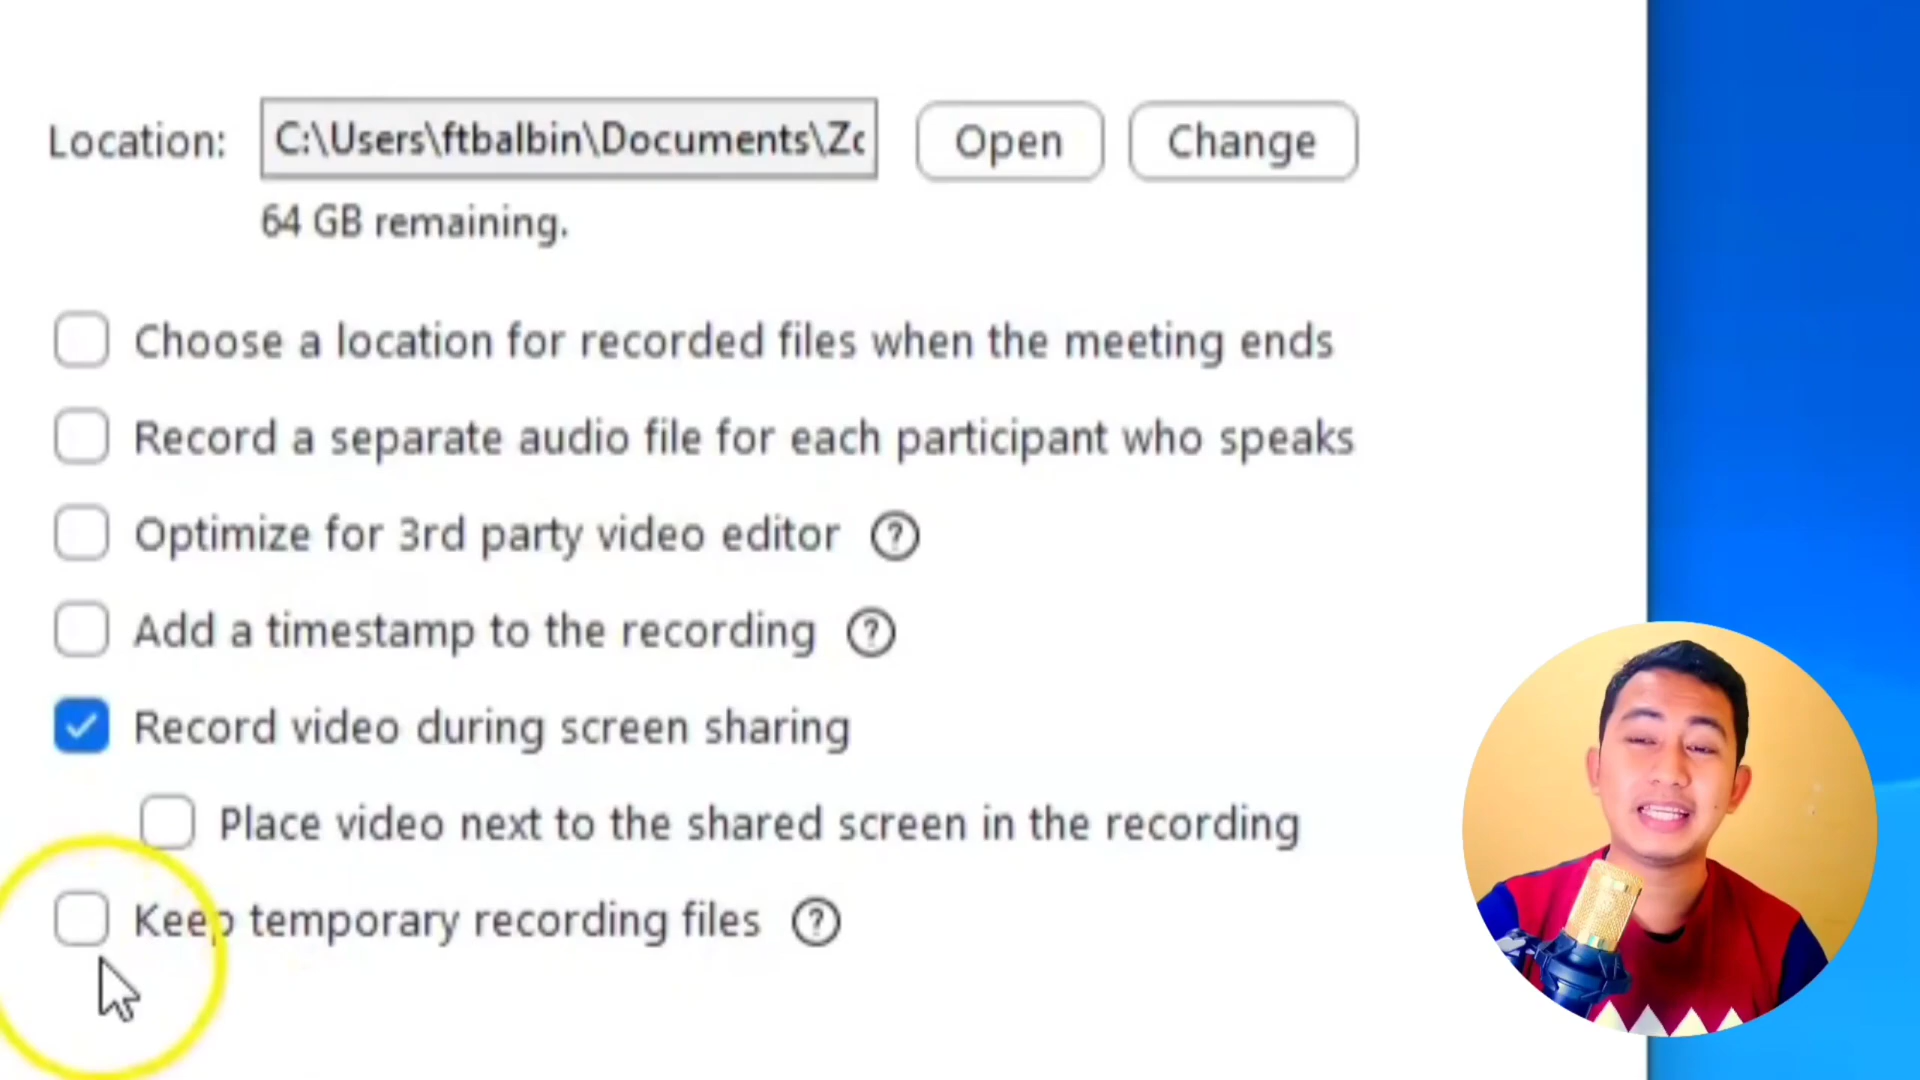 Location: C:\Users\ftbalbin\Documents\Zo Open Change
64 GB remaining.
Choose a location for recorded files when the meeting ends
Record a separate audio file for each participant who speaks
Optimize for 3rd party video editor ?
Add a timestamp to the recording ?
Record video during screen sharing
Place video next to the shared screen in the recording
Keep temporary recording files ?